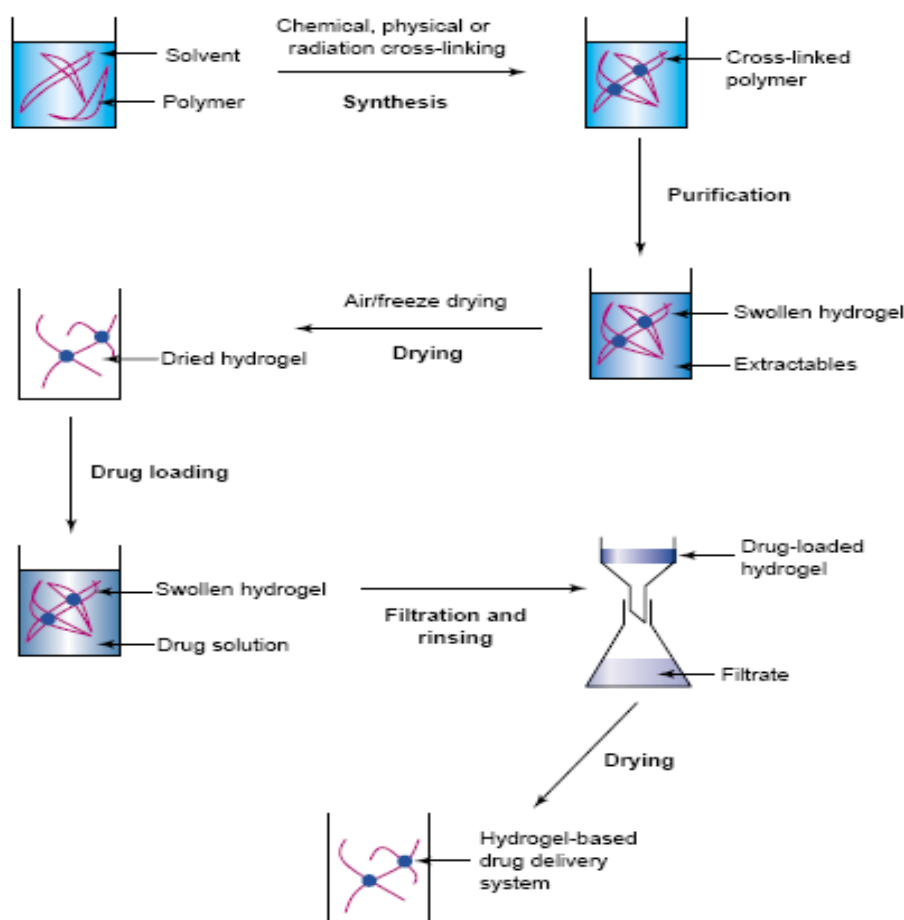 Solvent
Polymer
Chemical, physical or
radiation cross-linking
Synthesis
Cross-linked
polymer
Purification
Swollen hydrogel
Extractables
Air/freeze drying
Drying
Dried hydrogel
Drug loading
Swollen hydrogel
Drug solution
Filtration and
rinsing
Drug-loaded
hydrogel
Filtrate
Drying
Hydrogel-based
drug delivery
system